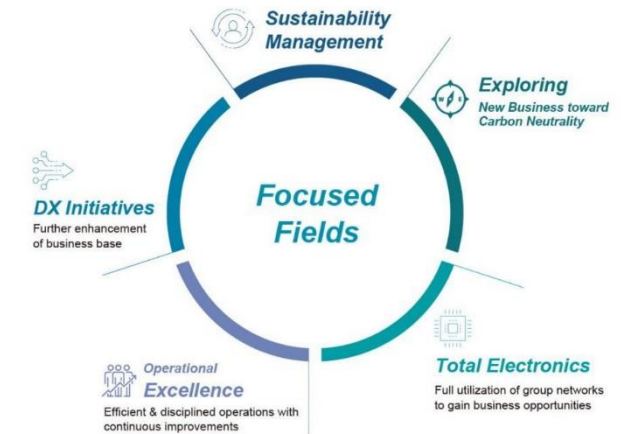 Sustainability
Management
Exploring
New Business toward
Carbon Neutrality
W E
Focused
Fields
DX Initiatives
Further enhancement
of business base
Total Electronics
Full utilization of group networks
to gain business opportunities
Operational
Excellence
Efficient & disciplined operations with
continuous improvements